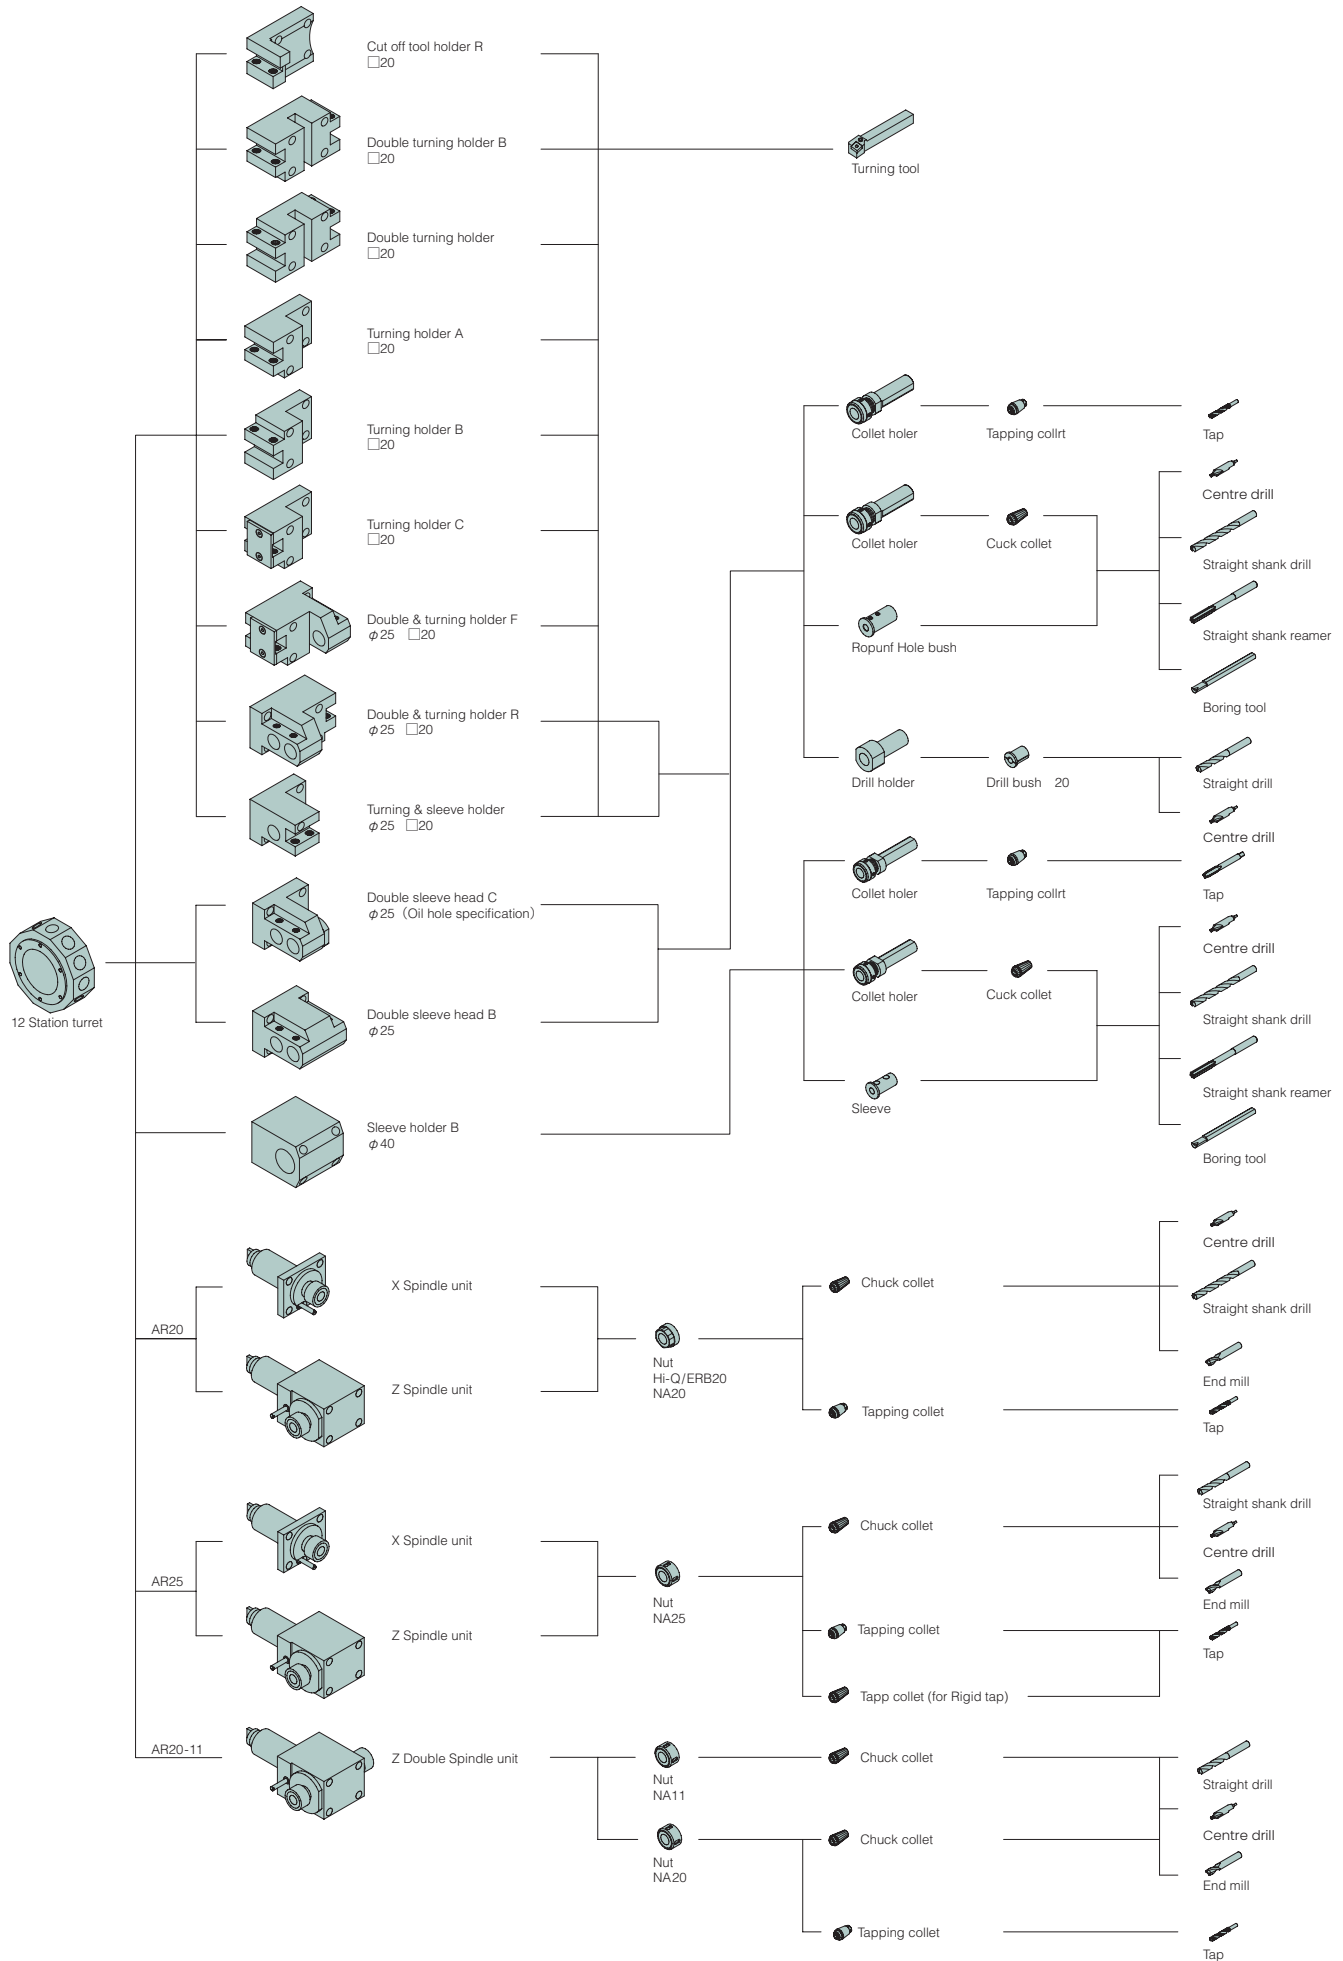 Cut off tool holder R
□20
Double turning holder B
□20
Turning tool
Double turning holder
□20
Turning holder A
□20
Turning holder B
□20
Turning holder C
□20
Double & turning holder F
φ25 □20
Double & turning holder R
φ25 □20
Turning & sleeve holder
φ25 □20
Double sleeve head C
φ25（Oil hole specification）
Double sleeve head B
φ25
Sleeve holder B
φ40
12 Station turret
Collet holer
Tapping collrt
Tap
Collet holer
Cuck collet
Centre drill
Straight shank drill
Ropunf Hole bush
Straight shank reamer
Boring tool
Drill holder
Drill bush 20
Straight drill
Centre drill
Collet holer
Tapping collrt
Tap
Collet holer
Cuck collet
Centre drill
Straight shank drill
Sleeve
Straight shank reamer
Boring tool
AR20
X Spindle unit
Z Spindle unit
Nut
Hi-Q/ERB20
NA20
Chuck collet
Tapping collet
Centre drill
Straight shank drill
End mill
Tap
AR25
X Spindle unit
Z Spindle unit
Nut
NA25
Chuck collet
Tapping collet
Tapp collet (for Rigid tap)
Straight shank drill
Centre drill
End mill
Tap
AR20-11
Z Double Spindle unit
Nut
NA11
Nut
NA20
Chuck collet
Chuck collet
Tapping collet
Straight drill
Centre drill
End mill
Tap